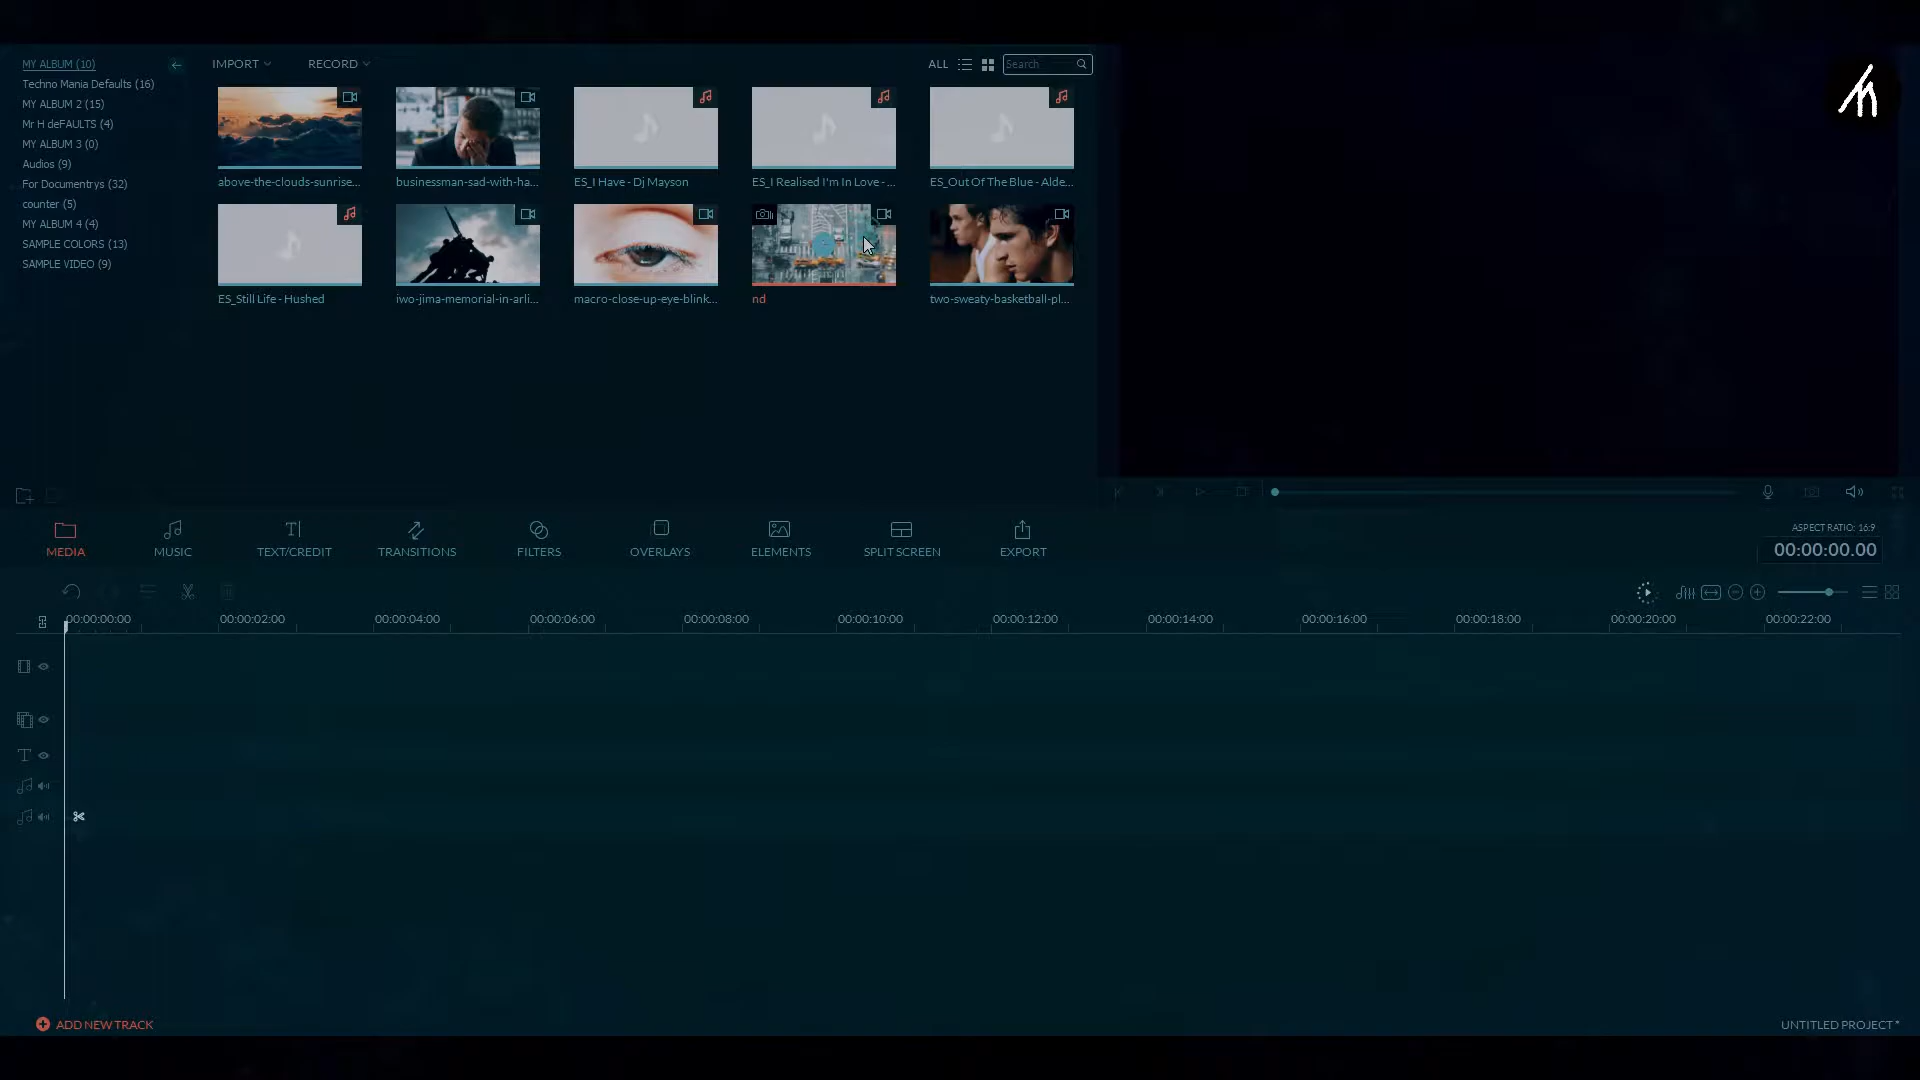 MY ALBUM (10)
Techno Mania Defaults (16)
MY ALBUM 2 (15)
Mr H deFAULTS (4)
MY ALBUM 3 (0)
Audios (9)
For Documentrys (32)
counter (5)
MY ALBUM 4 (4)
SAMPLE COLORS (13)
SAMPLE VIDEO (9)
IMPORT RECORD ALL Search
above-the-clouds-sunrise... businessman-sad-with-ha... ES_I Have - Dj Mayson ES_I Realised I'm In Love - ... ES_Out Of The Blue - Alde...
ES_Still Life - Hushed iwo-jima-memorial-in-arli... macro-close-up-eye-blink... nd two-sweaty-basketball-pl...
MEDIA MUSIC TEXT/CREDIT TRANSITIONS FILTERS OVERLAYS ELEMENTS SPLIT SCREEN EXPORT
ASPECT RATIO: 16:9
00:00:00.00
00:00:00:00 00:00:02:00 00:00:04:00 00:00:06:00 00:00:08:00 00:00:10:00 00:00:12:00 00:00:14:00 00:00:16:00 00:00:18:00 00:00:20:00 00:00:22:00
ADD NEW TRACK
UNTITLED PROJECT *